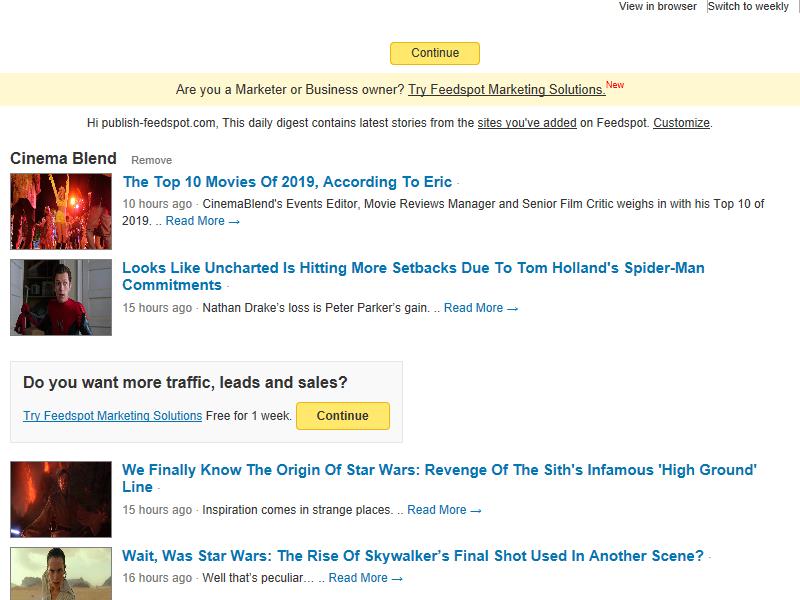 View in browser | Switch to weekly
Continue
Are you a Marketer or Business owner? Try Feedspot Marketing Solutions.New
Hi publish-feedspot.com, This daily digest contains latest stories from the sites you've added on Feedspot. Customize.
Cinema Blend Remove
The Top 10 Movies Of 2019, According To Eric ·
10 hours ago · CinemaBlend's Events Editor, Movie Reviews Manager and Senior Film Critic weighs in with his Top 10 of
2019. .. Read More →
Looks Like Uncharted Is Hitting More Setbacks Due To Tom Holland's Spider-Man
Commitments ·
15 hours ago · Nathan Drake’s loss is Peter Parker’s gain. .. Read More →
Do you want more traffic, leads and sales?
Try Feedspot Marketing Solutions Free for 1 week. Continue
We Finally Know The Origin Of Star Wars: Revenge Of The Sith's Infamous 'High Ground'
Line ·
15 hours ago · Inspiration comes in strange places. .. Read More →
Wait, Was Star Wars: The Rise Of Skywalker’s Final Shot Used In Another Scene? ·
16 hours ago · Well that’s peculiar… .. Read More →